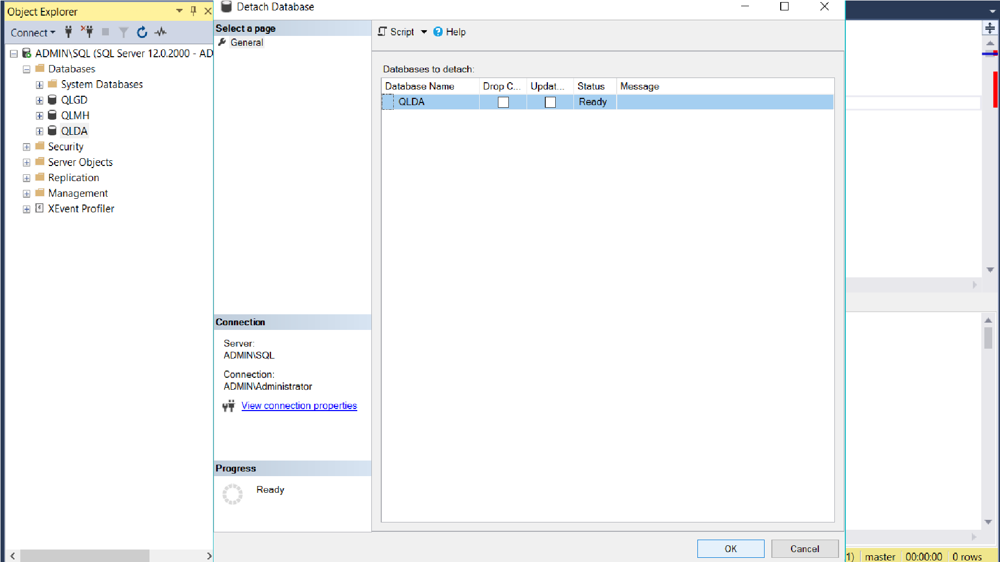 Object Explorer
Connect
ADMIN\SQL (SQL Server 12.0.2000 - AD
Databases
System Databases
QLGD
QLMH
QLDA
Security
Server Objects
Replication
Management
XEvent Profiler
Detach Database
Select a page
General
Connection
Server:
ADMIN\SQL
Connection:
ADMIN\Administrator
View connection properties
Progress
Ready
Script
Help
Databases to detach:
Database Name Drop C... Updat... Status Message
QLDA Ready
OK Cancel
1) master 00:00:00 0 rows